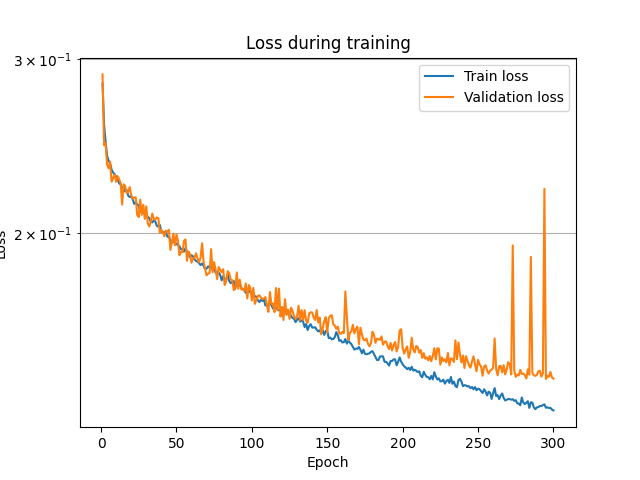 Loss during training
3 × 10⁻¹
Train loss
Validation loss
2 × 10⁻¹
Loss
0 50 100 150 200 250 300
Epoch